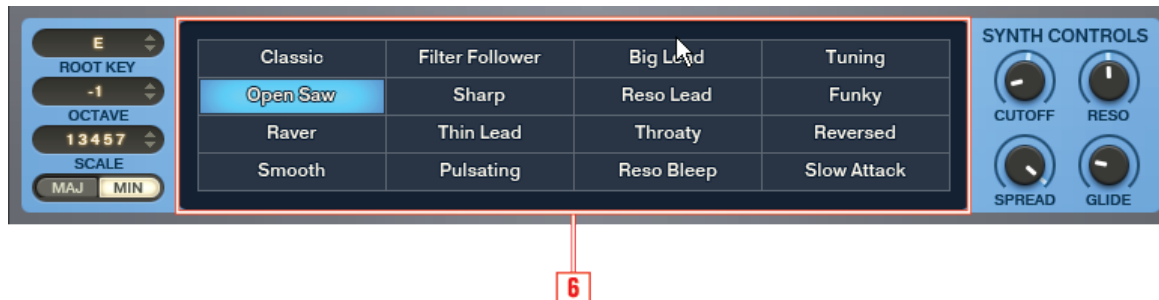 E
ROOT KEY
-1
OCTAVE
13457
SCALE
MAJ MIN
Classic Filter Follower Big Lead Tuning
Open Saw Sharp Reso Lead Funky
Raver Thin Lead Throaty Reversed
Smooth Pulsating Reso Bleep Slow Attack
SYNTH CONTROLS
CUTOFF RESO
SPREAD GLIDE
6